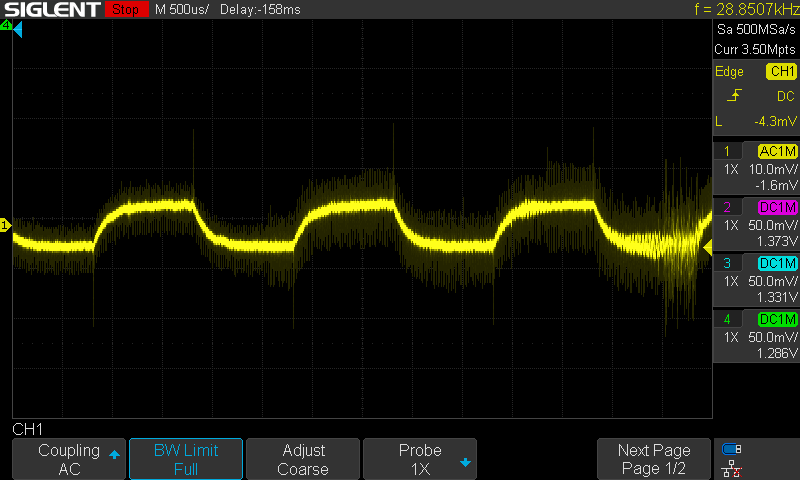 SIGLENT Stop M 500us/ Delay:-158ms f = 28.8507kHz
Sa 500MSa/s
Curr 3.50Mpts
Edge CH1
DC
L -4.3mV
1 AC1M
1X 10.0mV/
-1.6mV
2 DC1M
1X 50.0mV/
1.373V
3 DC1M
1X 50.0mV/
1.331V
4 DC1M
1X 50.0mV/
1.286V
4
1
CH1
Coupling
AC
BW Limit
Full
Adjust
Coarse
Probe
1X
Next Page
Page 1/2